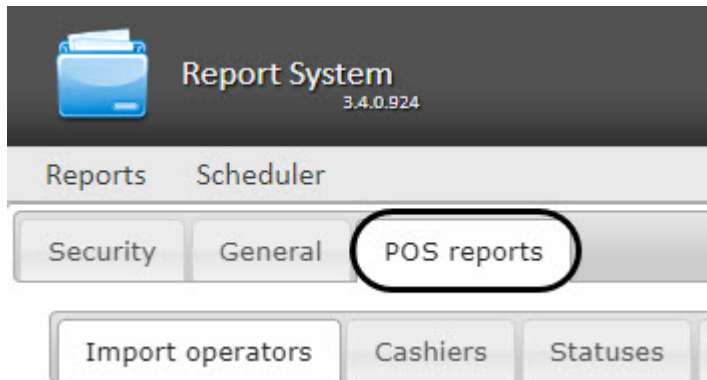 Report System
3.4.0.924
Reports Scheduler
Security General POS reports
Import operators Cashiers Statuses